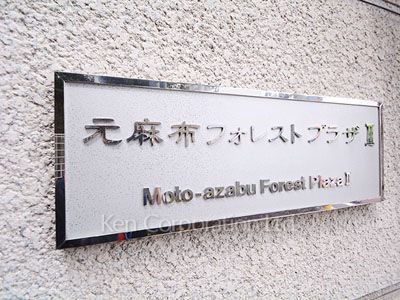 元麻布フォレストプラザⅡ
Moto-azabu Forest Plaza Ⅱ
Ken Corporation Ltd.